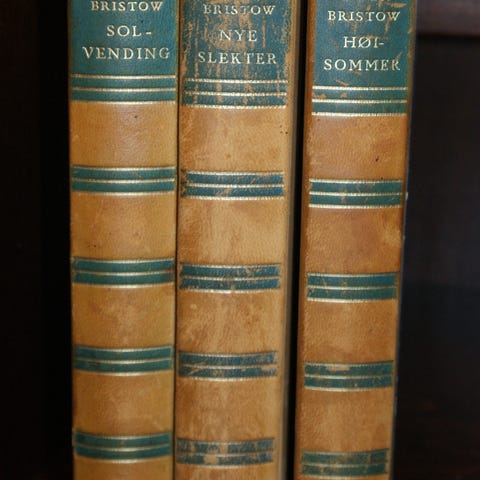 BRISTOW
SOL-
VENDING
BRISTOW
NYE
SLEKTER
BRISTOW
HØI-
SOMMER